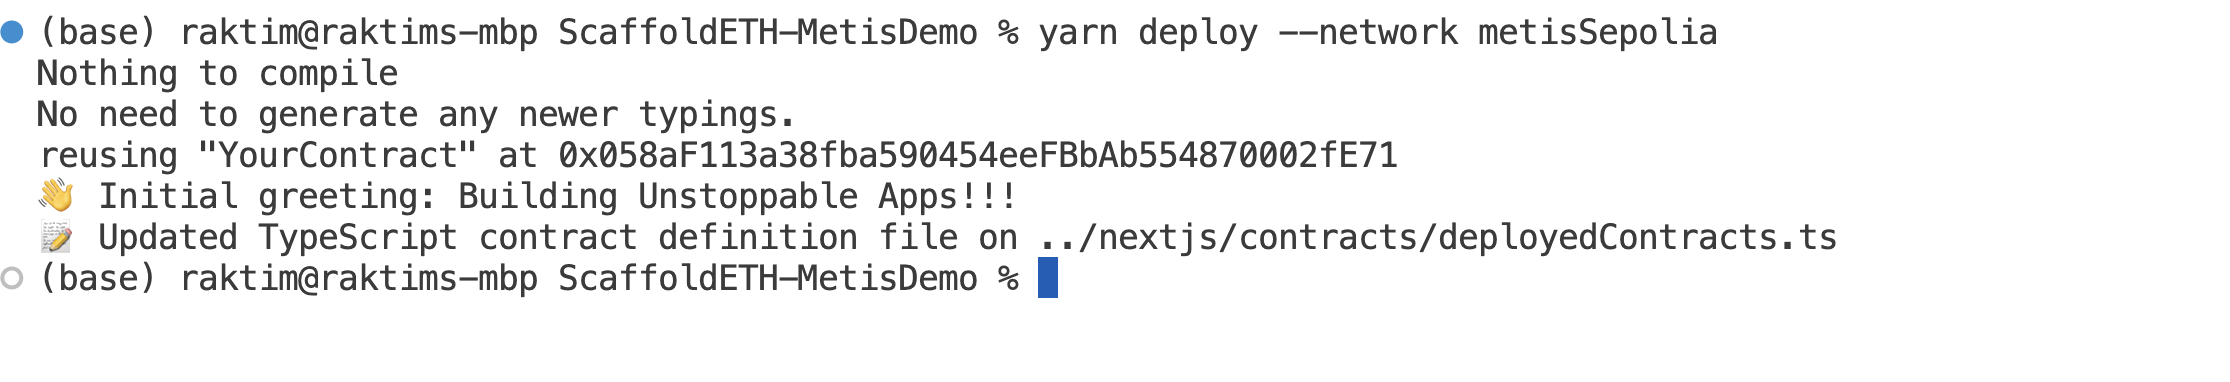 (base) raktim@raktims-mbp ScaffoldETH-MetisDemo % yarn deploy --network metisSepolia
Nothing to compile
No need to generate any newer typings.
reusing "YourContract" at 0x058aF113a38fba590454eeFBbAb554870002fE71
👋 Initial greeting: Building Unstoppable Apps!!!
📝 Updated TypeScript contract definition file on ../nextjs/contracts/deployedContracts.ts
(base) raktim@raktims-mbp ScaffoldETH-MetisDemo %